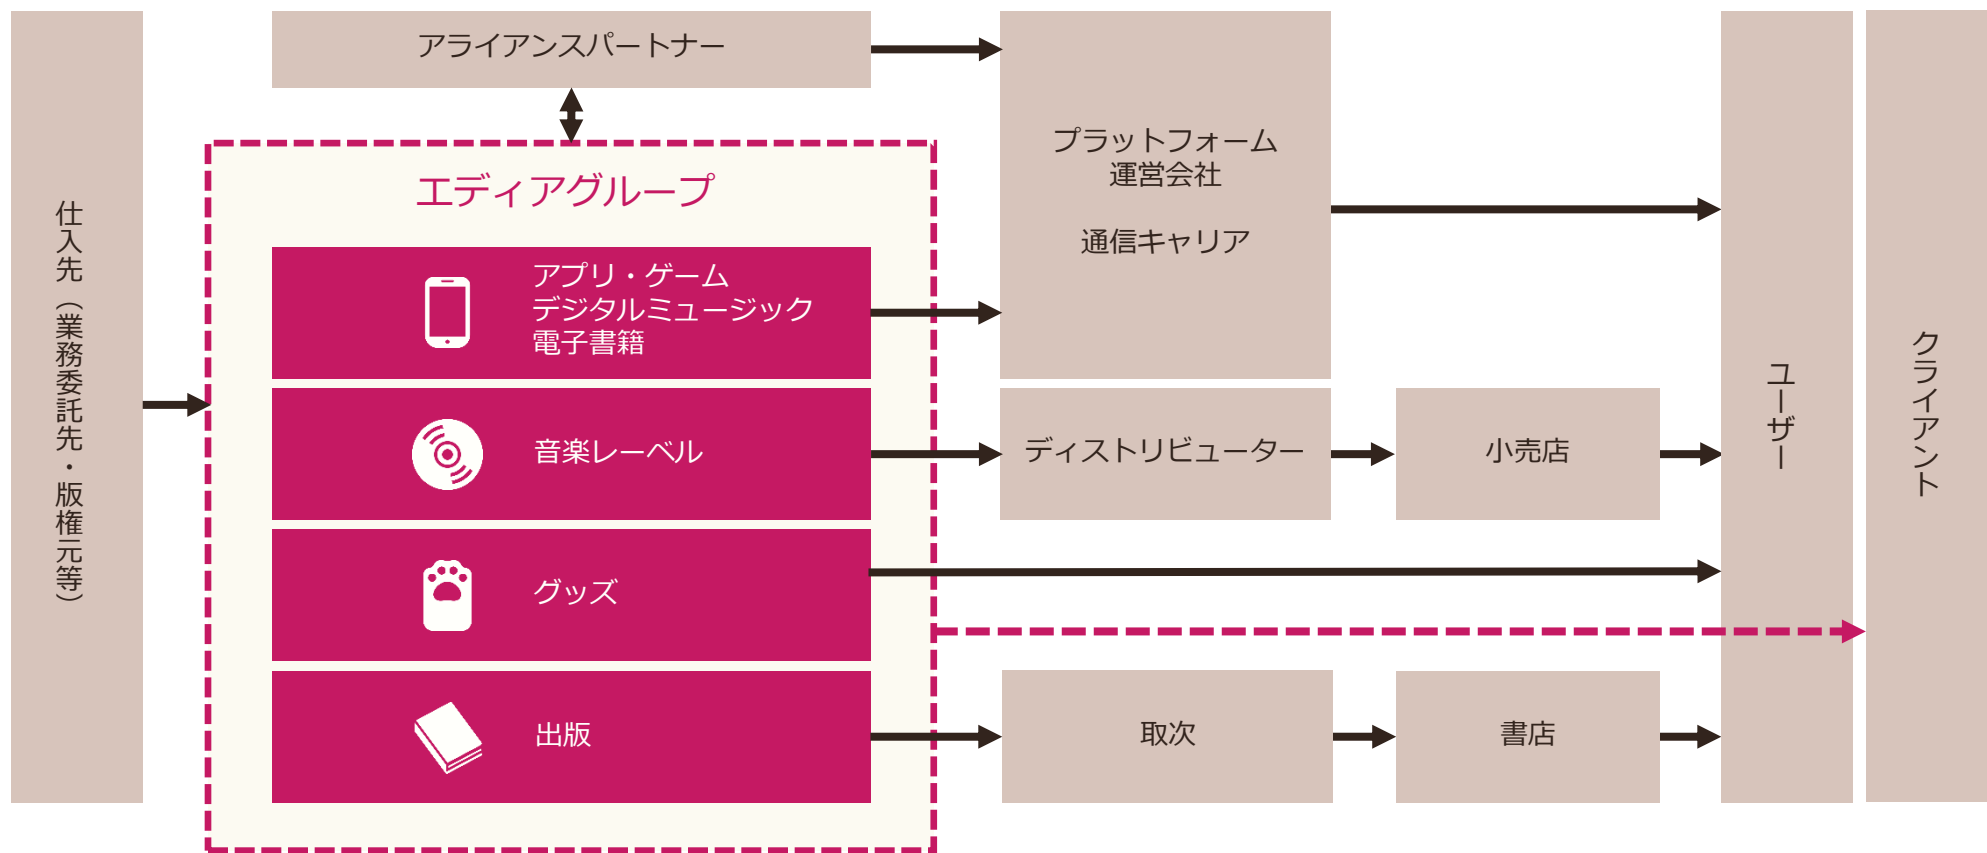 仕入先（業務委託先・版権元等）
アライアンスパートナー
エディアグループ
アプリ・ゲーム
デジタルミュージック
電子書籍
音楽レーベル
グッズ
出版
プラットフォーム
運営会社
通信キャリア
ディストリビューター
小売店
取次
書店
ユーザー
クライアント